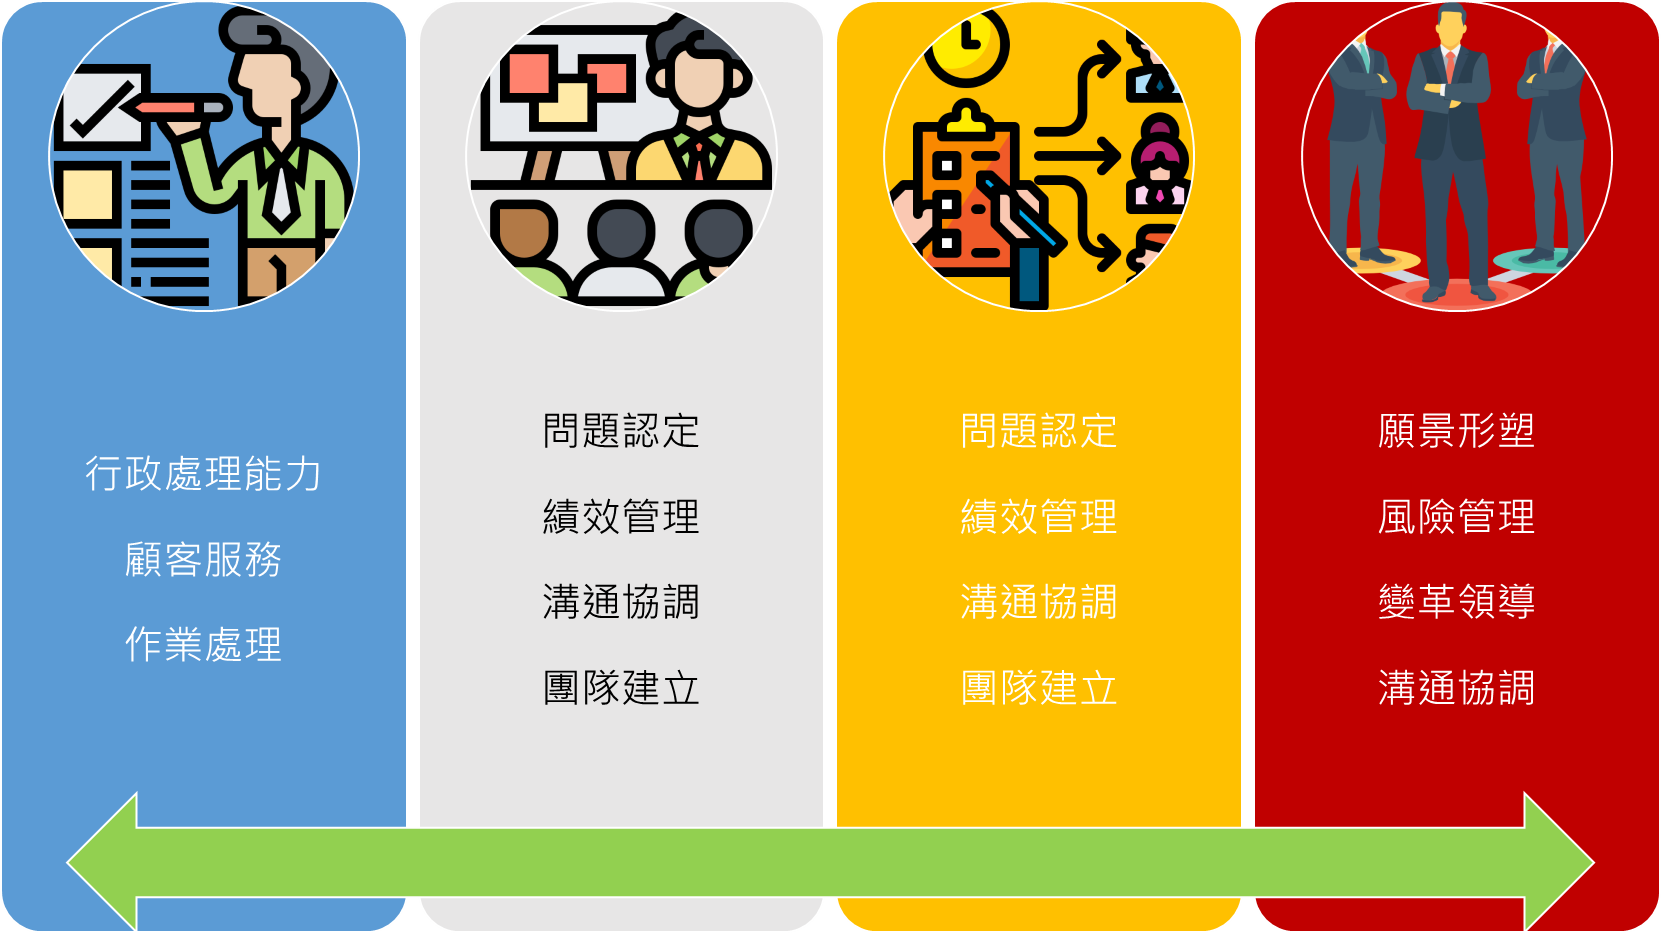 行政處理能力
顧客服務
作業處理
問題認定
績效管理
溝通協調
團隊建立
問題認定
績效管理
溝通協調
團隊建立
願景形塑
風險管理
變革領導
溝通協調